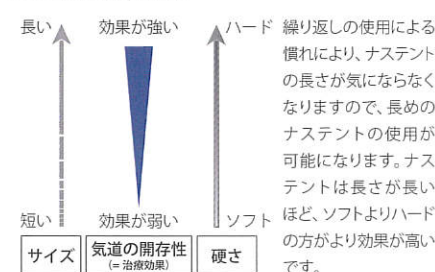 長い 効果が強い ハード
短い 効果が弱い ソフト
サイズ 気道の開存性 硬さ
(= 治療効果)
繰り返しの使用による
慣れにより、ナステント
の長さが気にならなく
なりますので、長めの
ナステントの使用が
可能になります。ナス
テントは長さが長い
ほど、ソフトよりハード
の方がより効果が高い
です。